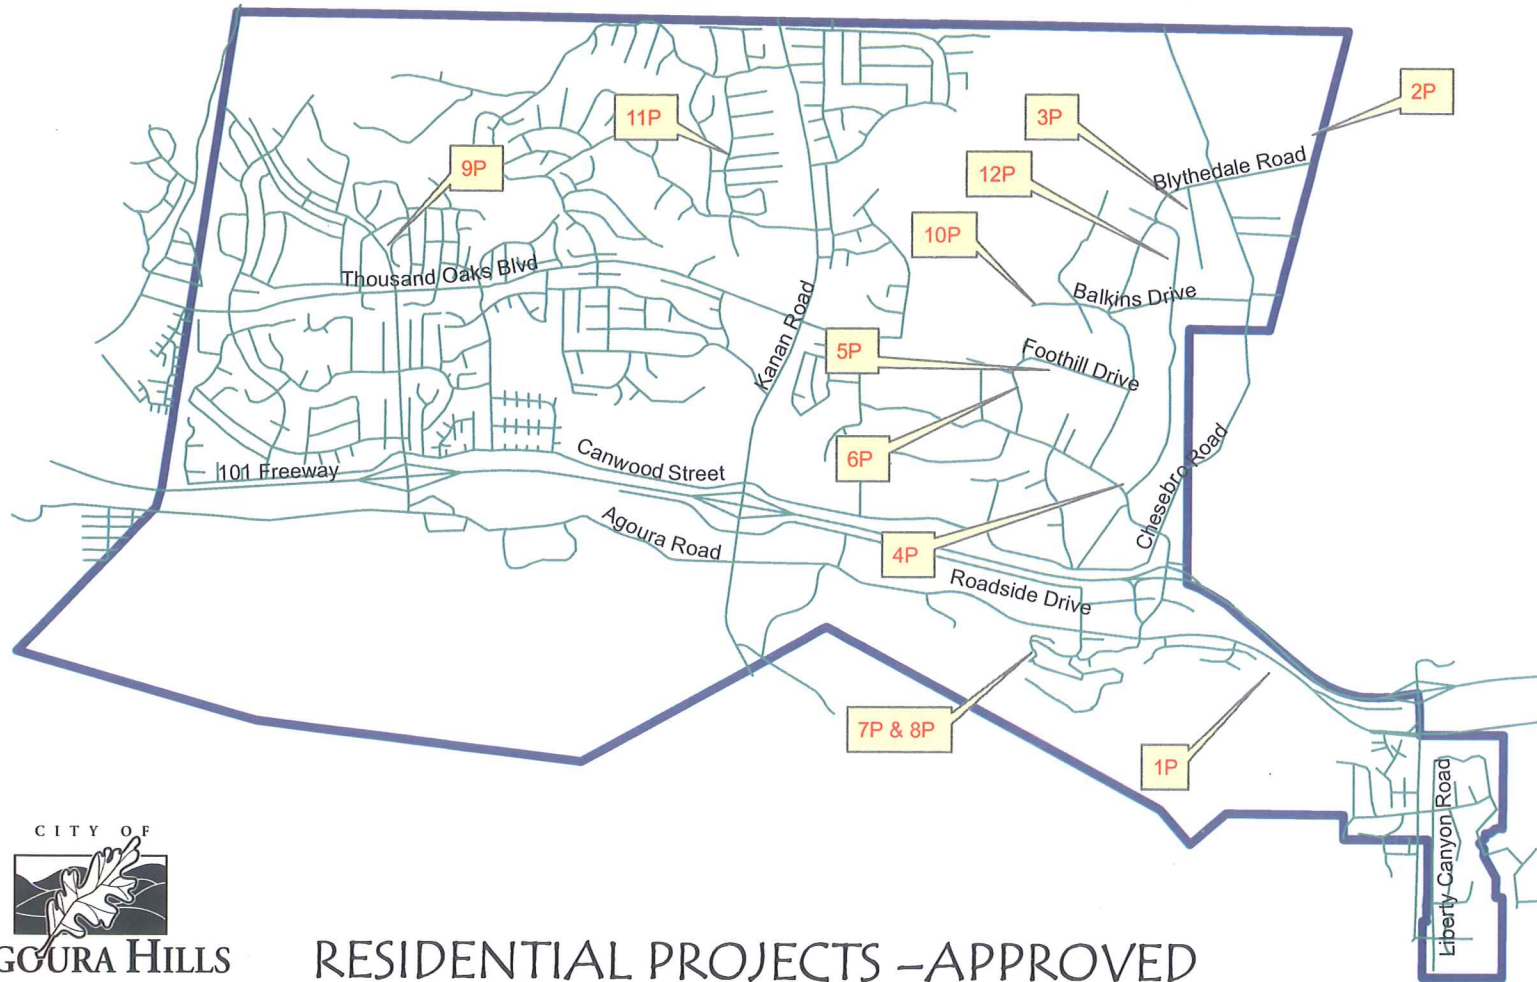 2P
3P
11P
9P
12P
Blythedale Road
10P
Thousand Oaks Blvd
Balkins Drive
Kanan Road
5P
Foothill Drive
6P
Canwood Street
101 Freeway
Chesebro Road
Agoura Road
4P
Roadside Drive
7P & 8P
1P
Liberty Canyon Road
CITY OF
GOURA HILLS
RESIDENTIAL PROJECTS –APPROVED